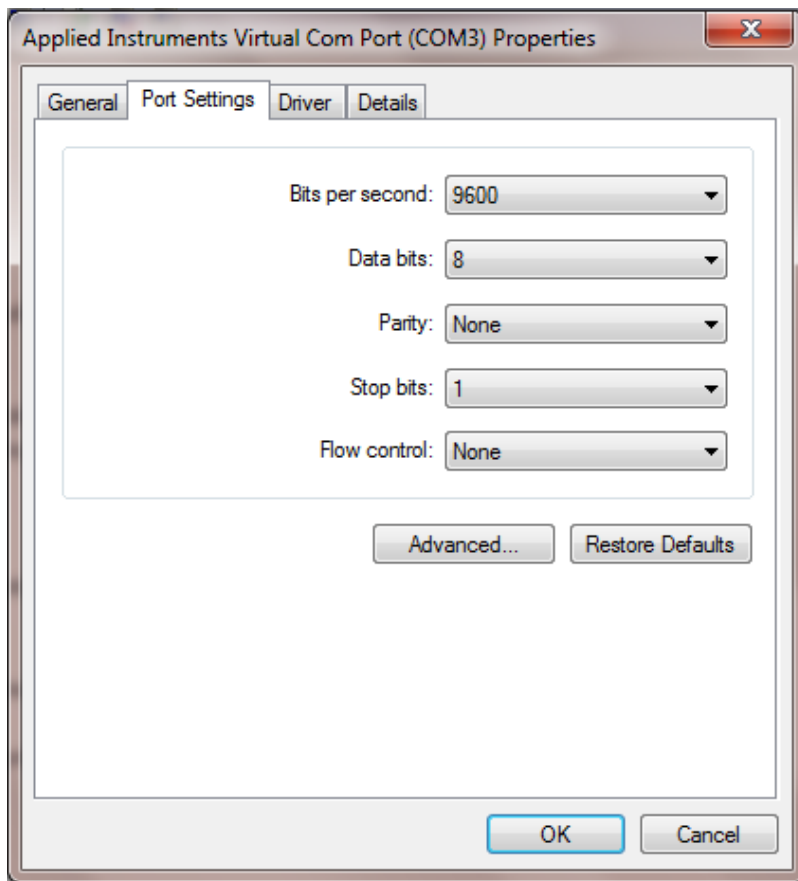 Applied Instruments Virtual Com Port (COM3) Properties
General Port Settings Driver Details
Bits per second: 9600
Data bits: 8
Parity: None
Stop bits: 1
Flow control: None
Advanced... Restore Defaults
OK Cancel